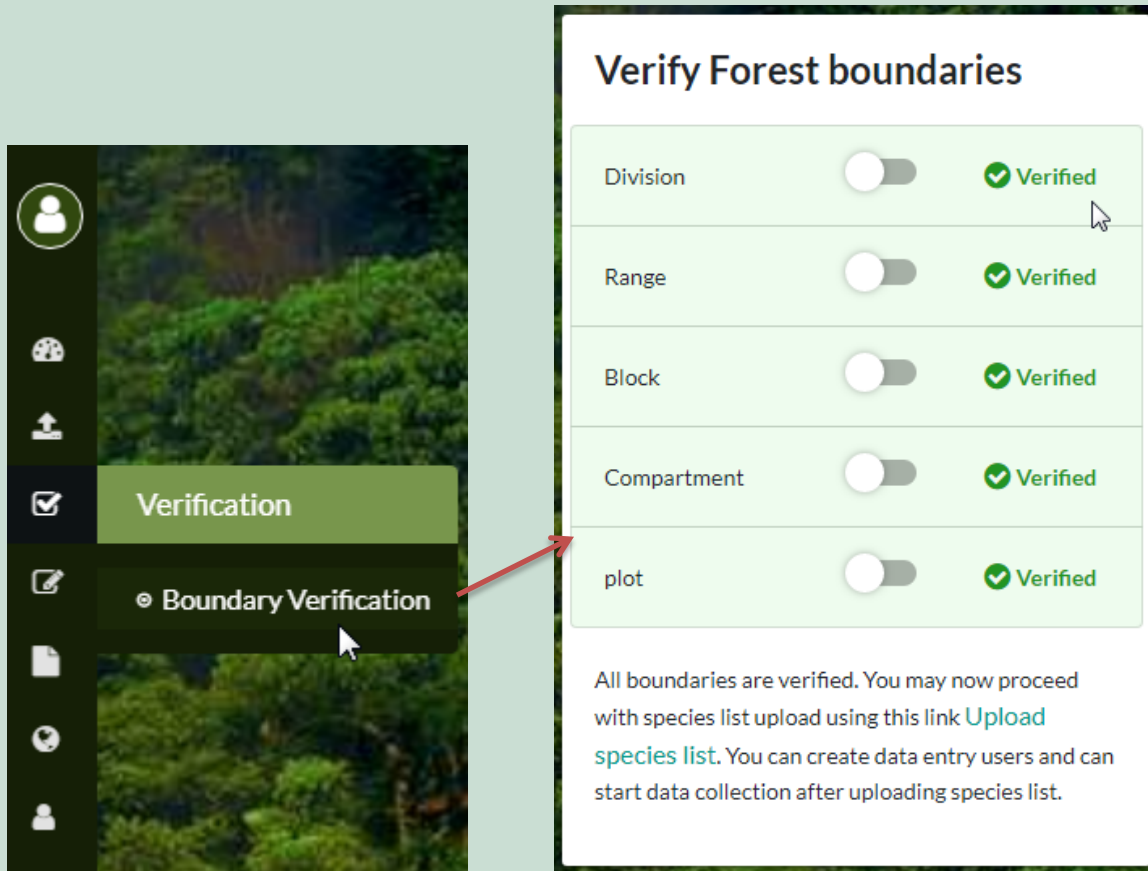 Verification
Boundary Verification
Verify Forest boundaries
Division Verified
Range Verified
Block Verified
Compartment Verified
plot Verified
All boundaries are verified. You may now proceed
with species list upload using this link Upload
species list. You can create data entry users and can
start data collection after uploading species list.